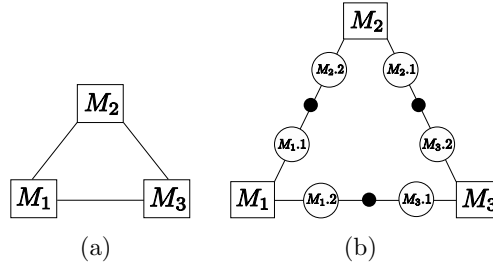 M₂
M₁ M₃
(a)
M₂
M₂.2 M₂.1
M₁.1 M₃.2
M₁ M₁.2 M₃.1 M₃
(b)